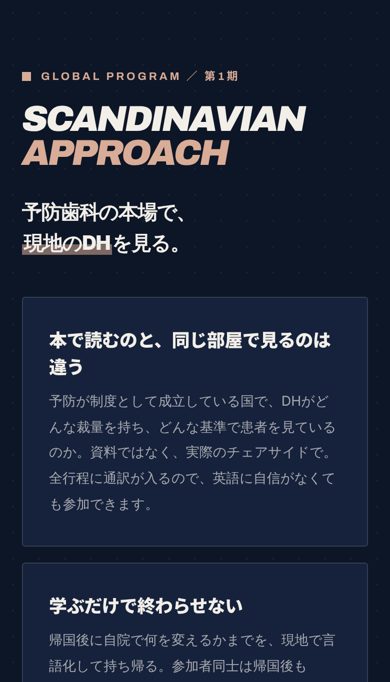 GLOBAL PROGRAM ／ 第1期
SCANDINAVIAN
APPROACH
予防歯科の本場で、
現地のDHを見る。
本で読むのと、同じ部屋で見るのは
違う
予防が制度として成立している国で、DHがど
んな裁量を持ち、どんな基準で患者を見ている
のか。資料ではなく、実際のチェアサイドで。
全行程に通訳が入るので、英語に自信がなくて
も参加できます。
学ぶだけで終わらせない
帰国後に自院で何を変えるかまでを、現地で言
語化して持ち帰る。参加者同士は帰国後も